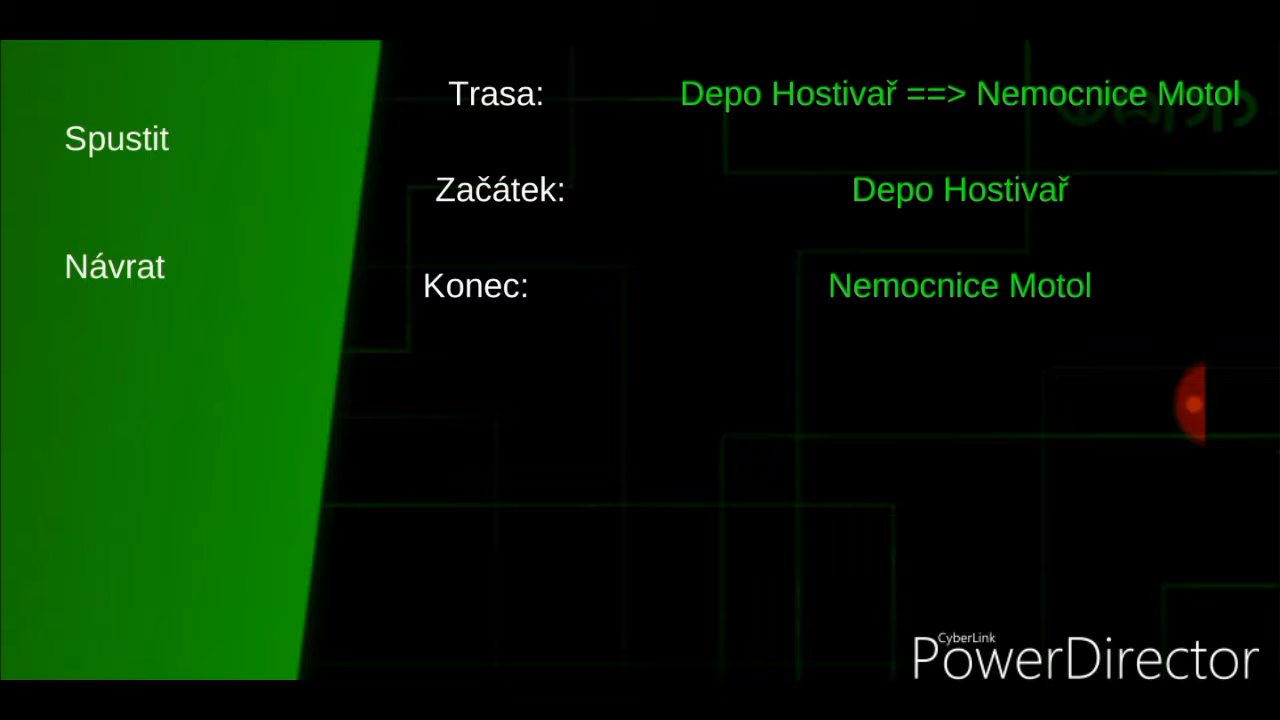 Trasa: Depo Hostivař ==> Nemocnice Motol
Spustit
Začátek: Depo Hostivař
Návrat
Konec: Nemocnice Motol
CyberLink
PowerDirector